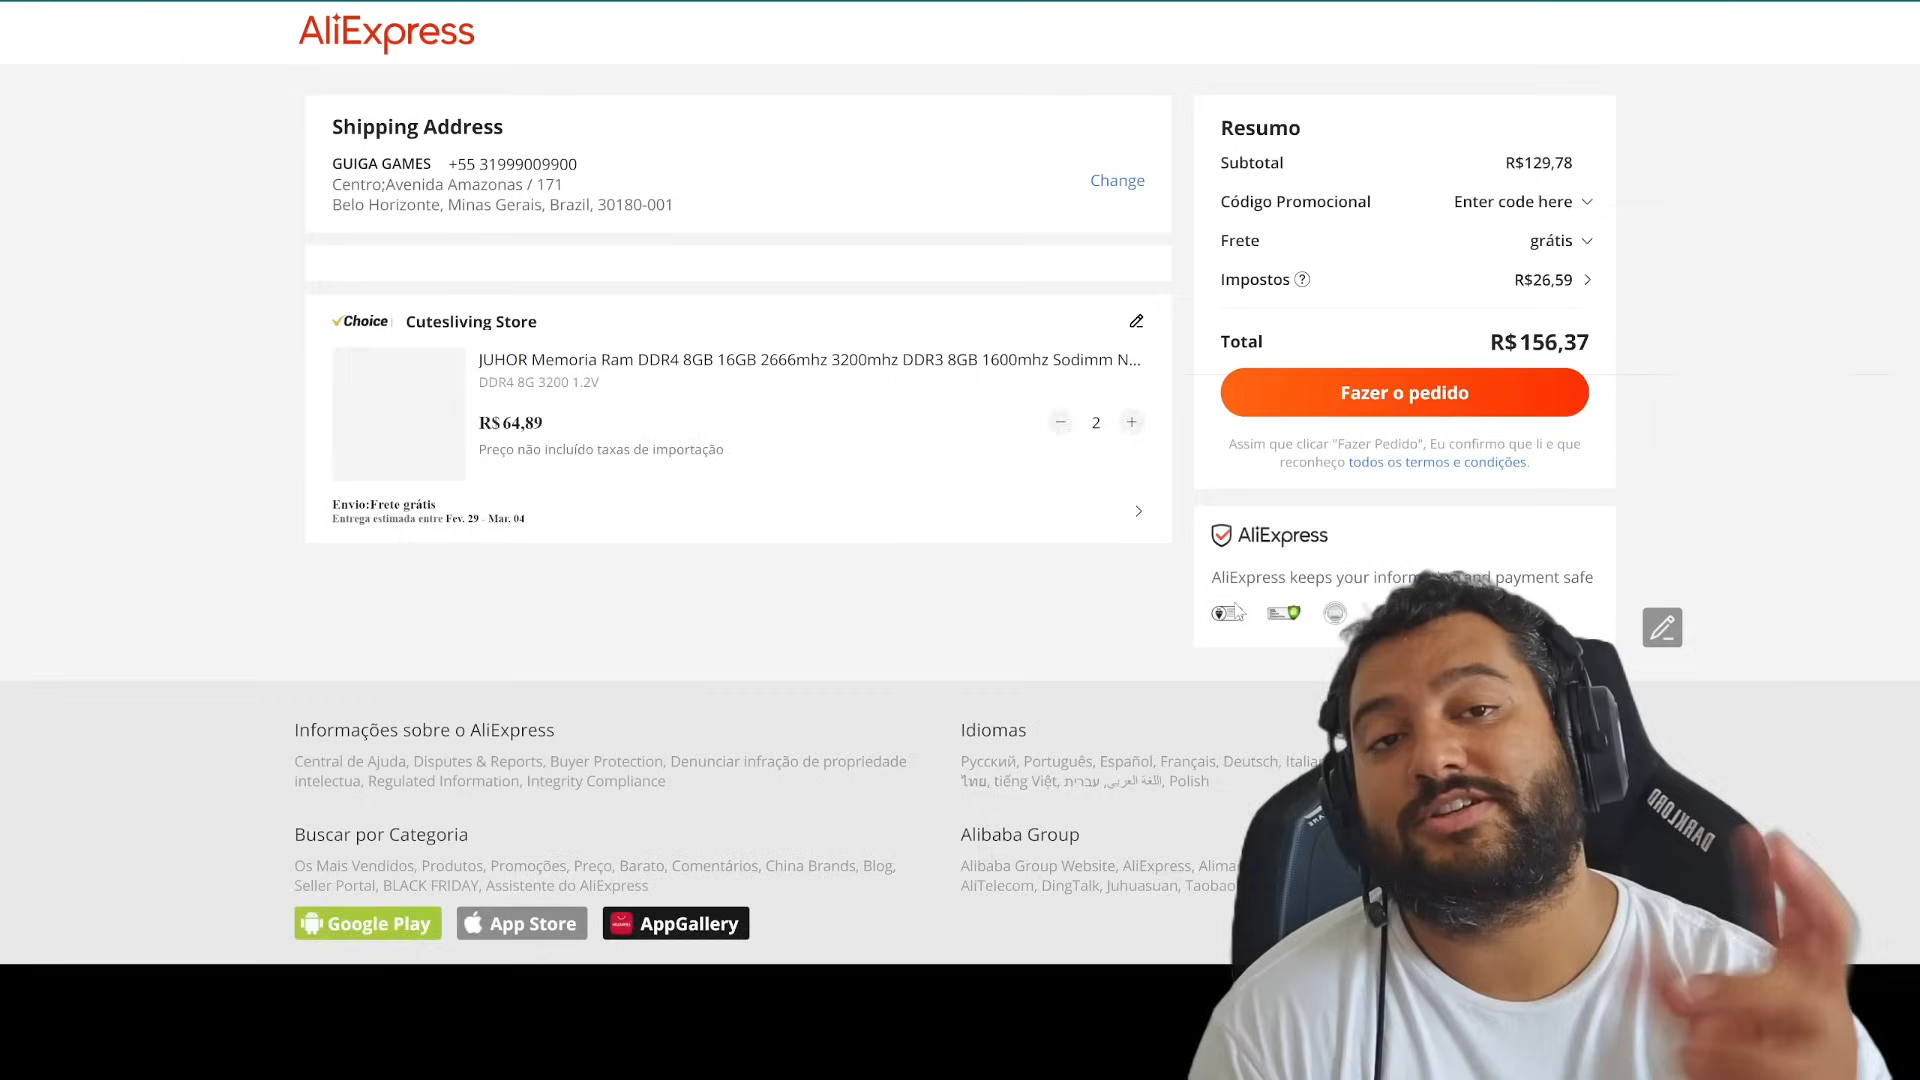 AliExpress
Shipping Address
GUIGA GAMES +55 31999009900
Centro;Avenida Amazonas / 171
Belo Horizonte, Minas Gerais, Brazil, 30180-001
Change
Choice Cutesliving Store
JUHOR Memoria Ram DDR4 8GB 16GB 2666mhz 3200mhz DDR3 8GB 1600mhz Sodimm N...
DDR4 8G 3200 1.2V
R$64,89
2
Preço não incluído taxas de importação
Envio:Frete grátis
Entrega estimada entre Fev. 29 - Mar. 04
Resumo
Subtotal R$129,78
Código Promocional Enter code here
Frete grátis
Impostos ? R$26,59
Total R$156,37
Fazer o pedido
Assim que clicar "Fazer Pedido", Eu confirmo que li e que
reconheço todos os termos e condições.
AliExpress
AliExpress keeps your and payment safe
Informações sobre o AliExpress
Central de Ajuda, Disputes & Reports, Buyer Protection, Denunciar infração de propriedade
intelectua, Regulated Information, Integrity Compliance
Idiomas
Русский, Português, Español, Français, Deutsch,
ไทย, tiếng Việt, اللغة العربي, עברית, Polish
Buscar por Categoria
Os Mais Vendidos, Produtos, Promoções, Preço, Barato, Comentários, China Brands, Blog,
Seller Portal, BLACK FRIDAY, Assistente do AliExpress
Alibaba Group
Alibaba Group Website, AliExpress,
AliTelecom, DingTalk, Juhuasuan, Taobao
Google Play
App Store
AppGallery
DARKLORD